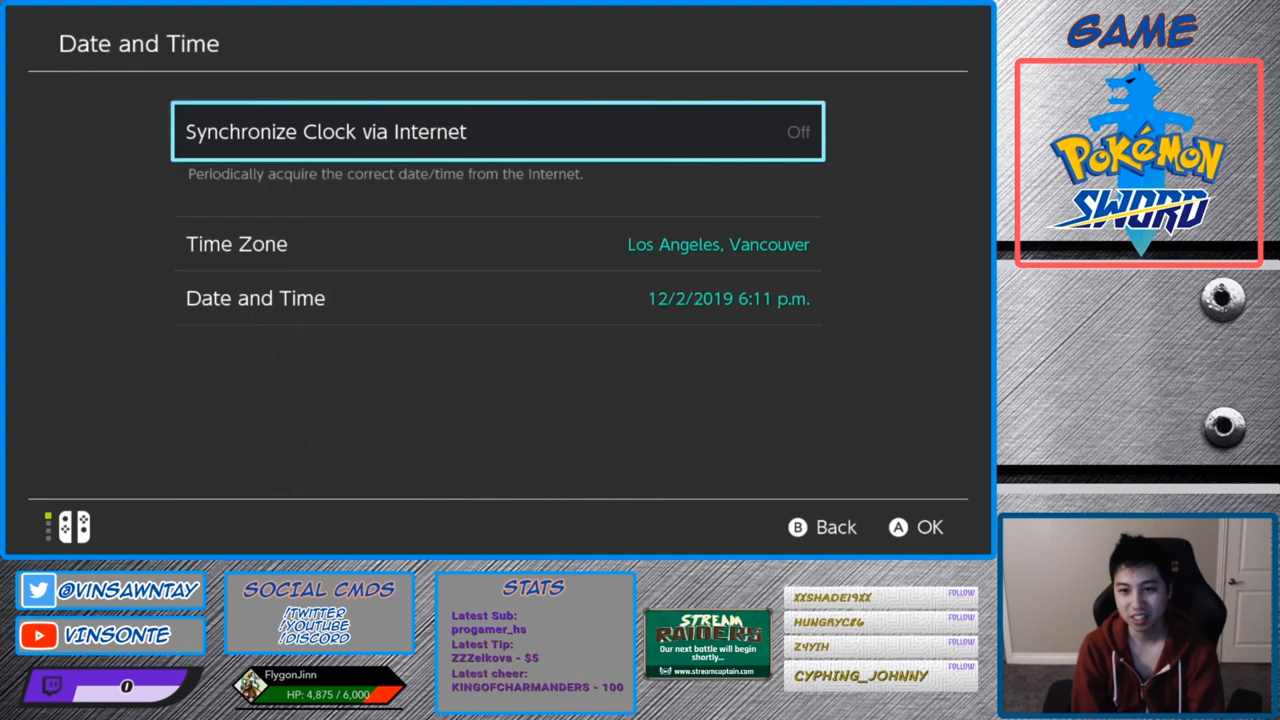 Date and Time
Synchronize Clock via Internet Off
Periodically acquire the correct date/time from the Internet.
Time Zone Los Angeles, Vancouver
Date and Time 12/2/2019 6:11 p.m.
B Back A OK
GAME
POKÉMON
SWORD
@VINSAWNTAY
VINSONTE
0
SOCIAL CMDS
/TWITTER
/YOUTUBE
/DISCORD
FlygonJinn
HP: 4,875 / 6,000
STATS
Latest Sub:
progamer_hs
Latest Tip:
ZZZelkova - $5
Latest cheer:
KINGOFCHARMANDERS - 100
STREAM
RAIDERS
Our next battle will begin
shortly...
www.streamcaptain.com
XXSHADE19XX FOLLOW
HUNGRYC86 FOLLOW
Z4YIH FOLLOW
CYPHING_JOHNNY FOLLOW